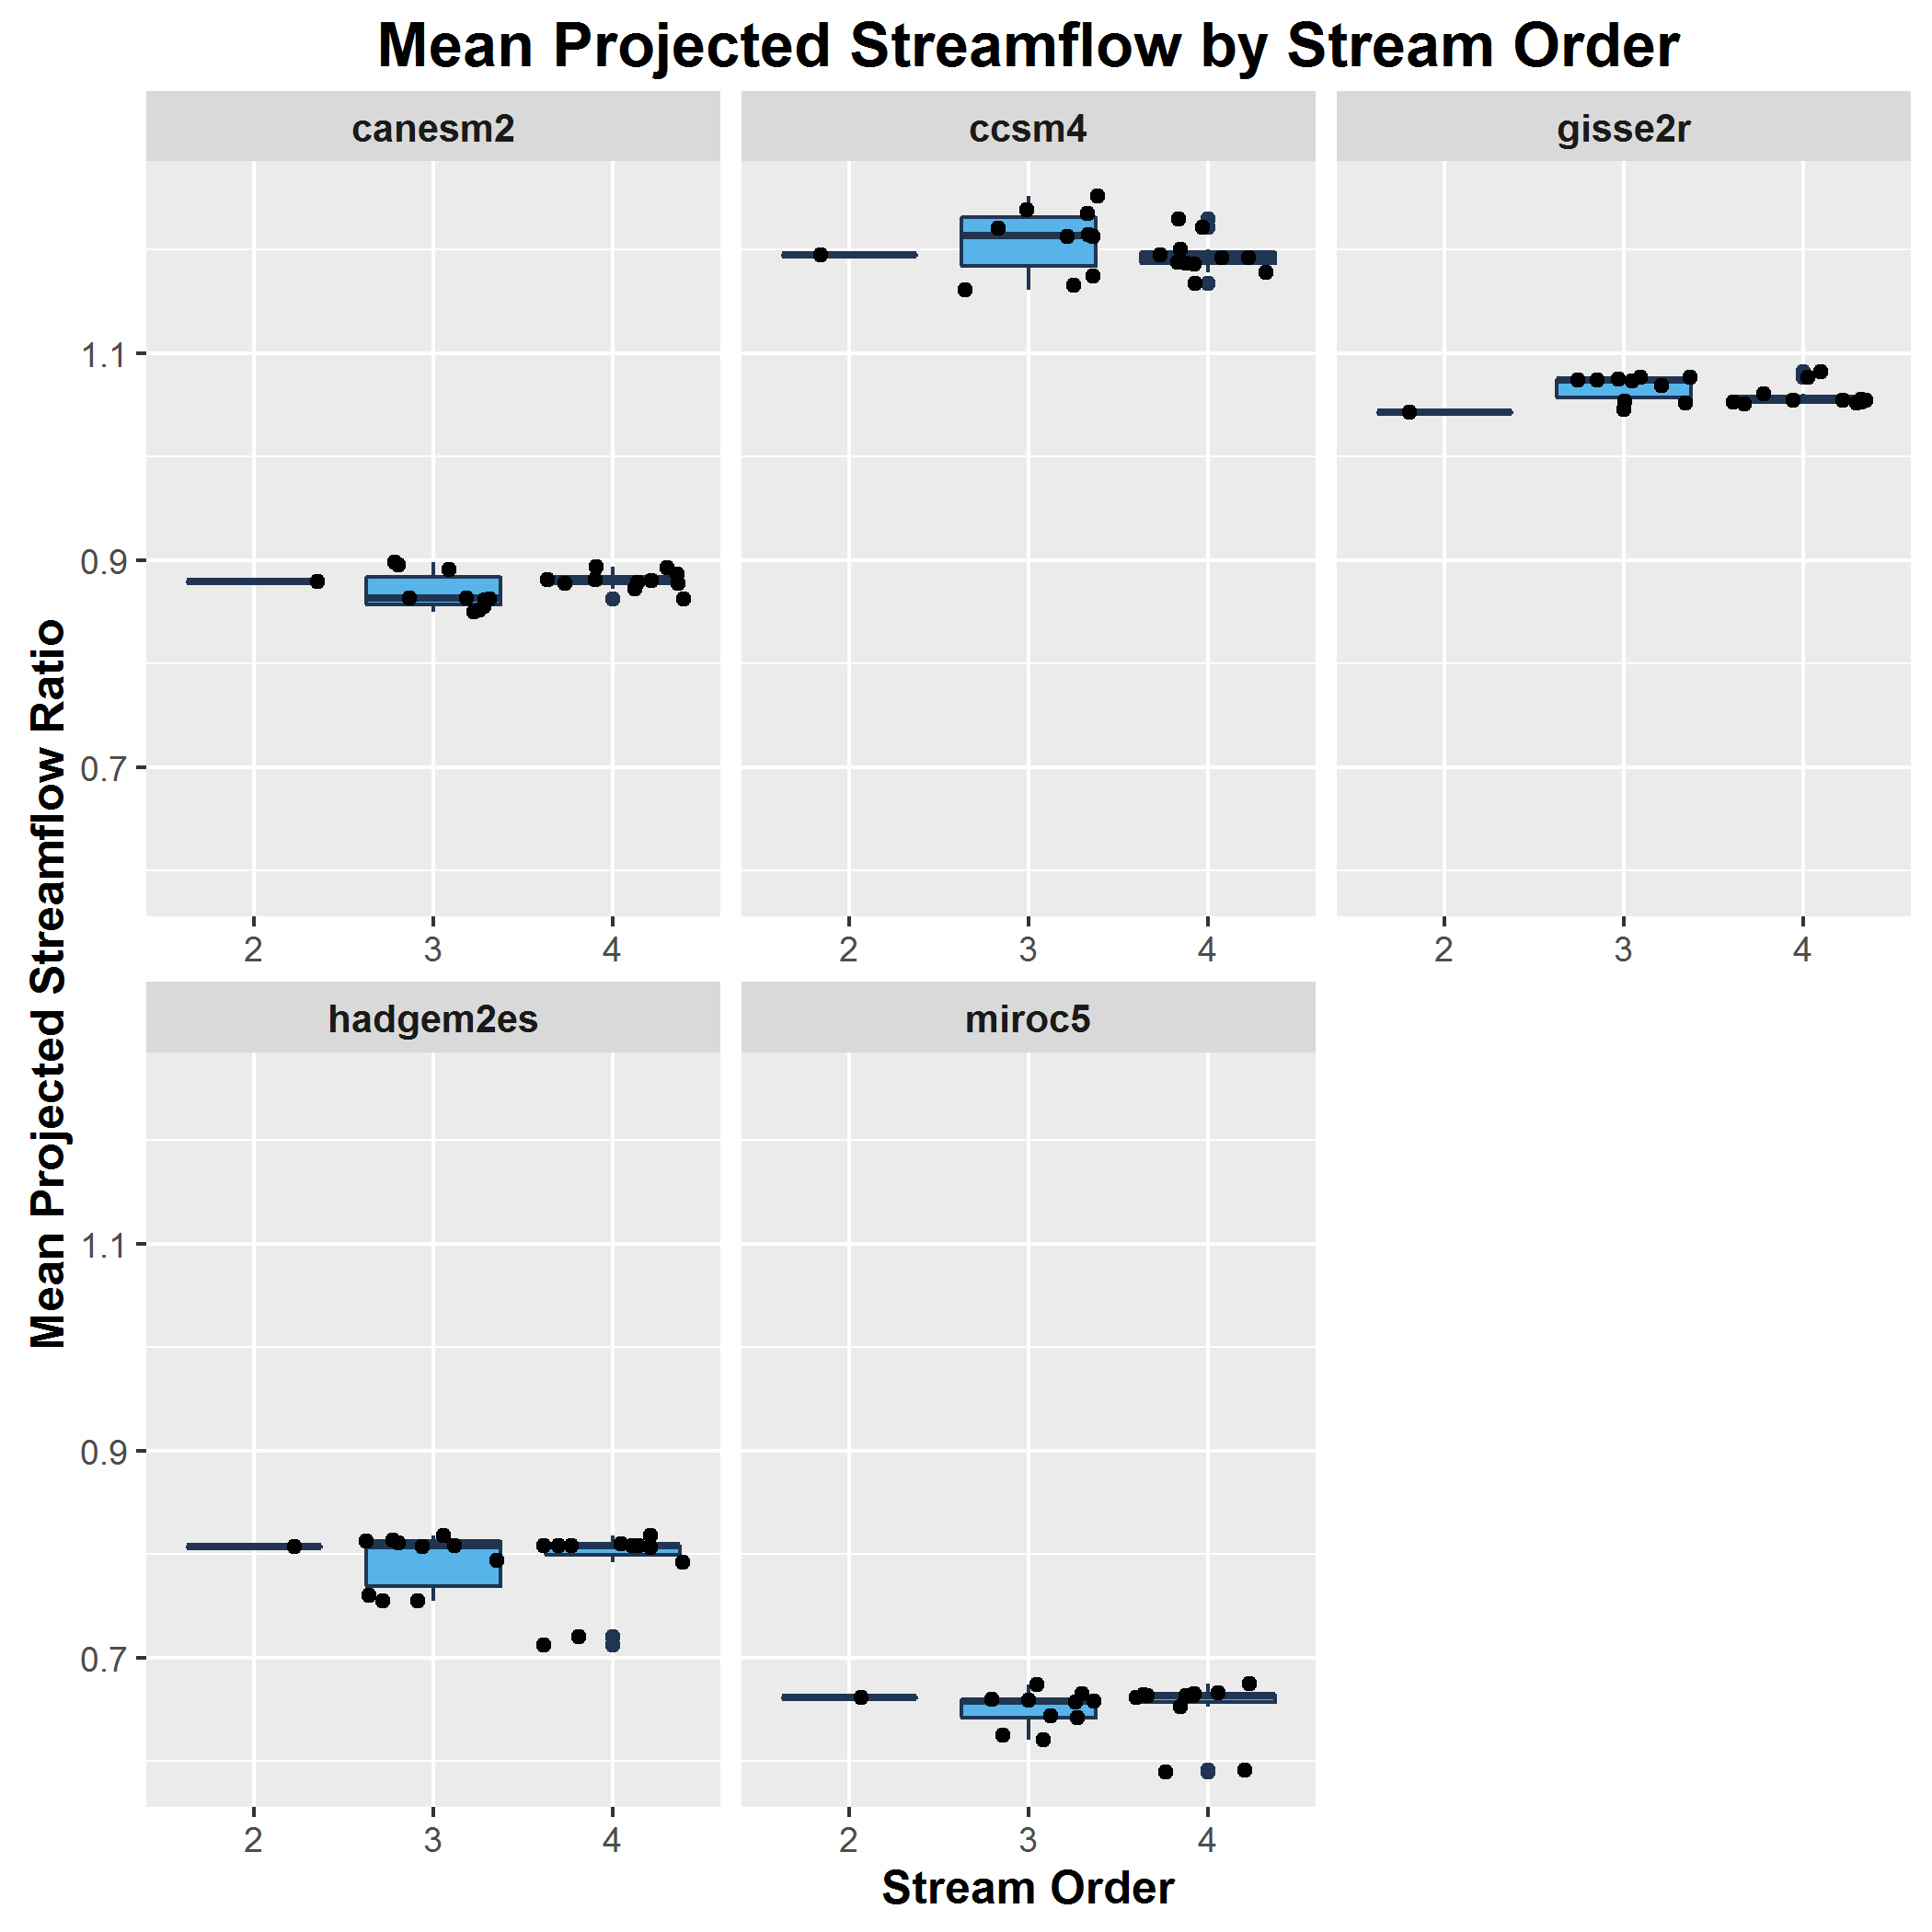 Mean Projected Streamflow by Stream Order
canesm2 ccsm4 gisse2r
1.1
0.9
0.7
2 3 4 2 3 4 2 3 4
Mean Projected Streamflow Ratio
hadgem2es miroc5
1.1
0.9
0.7
2 3 4 2 3 4
Stream Order